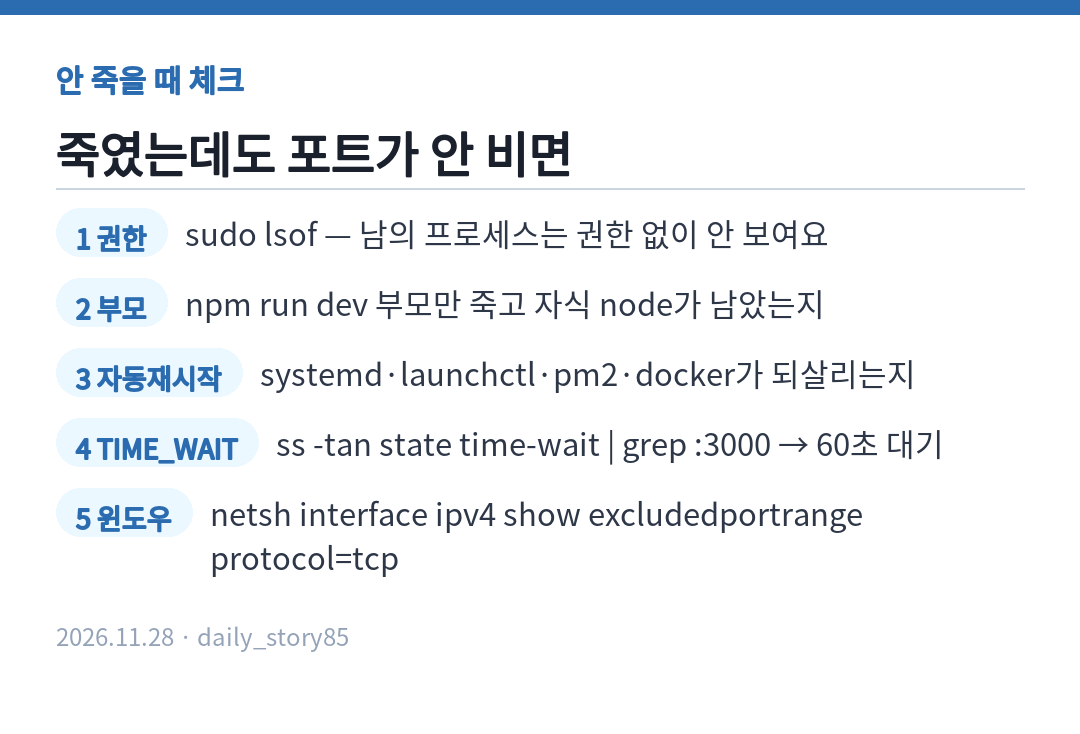 안 죽을 때 체크
죽였는데도 포트가 안 비면
1 권한 sudo lsof — 남의 프로세스는 권한 없이 안 보여요
2 부모 npm run dev 부모만 죽고 자식 node가 남았는지
3 자동재시작 systemd·launchctl·pm2·docker가 되살리는지
4 TIME_WAIT ss -tan state time-wait | grep :3000 → 60초 대기
5 윈도우 netsh interface ipv4 show excludedportrange
protocol=tcp
2026.11.28 · daily_story85